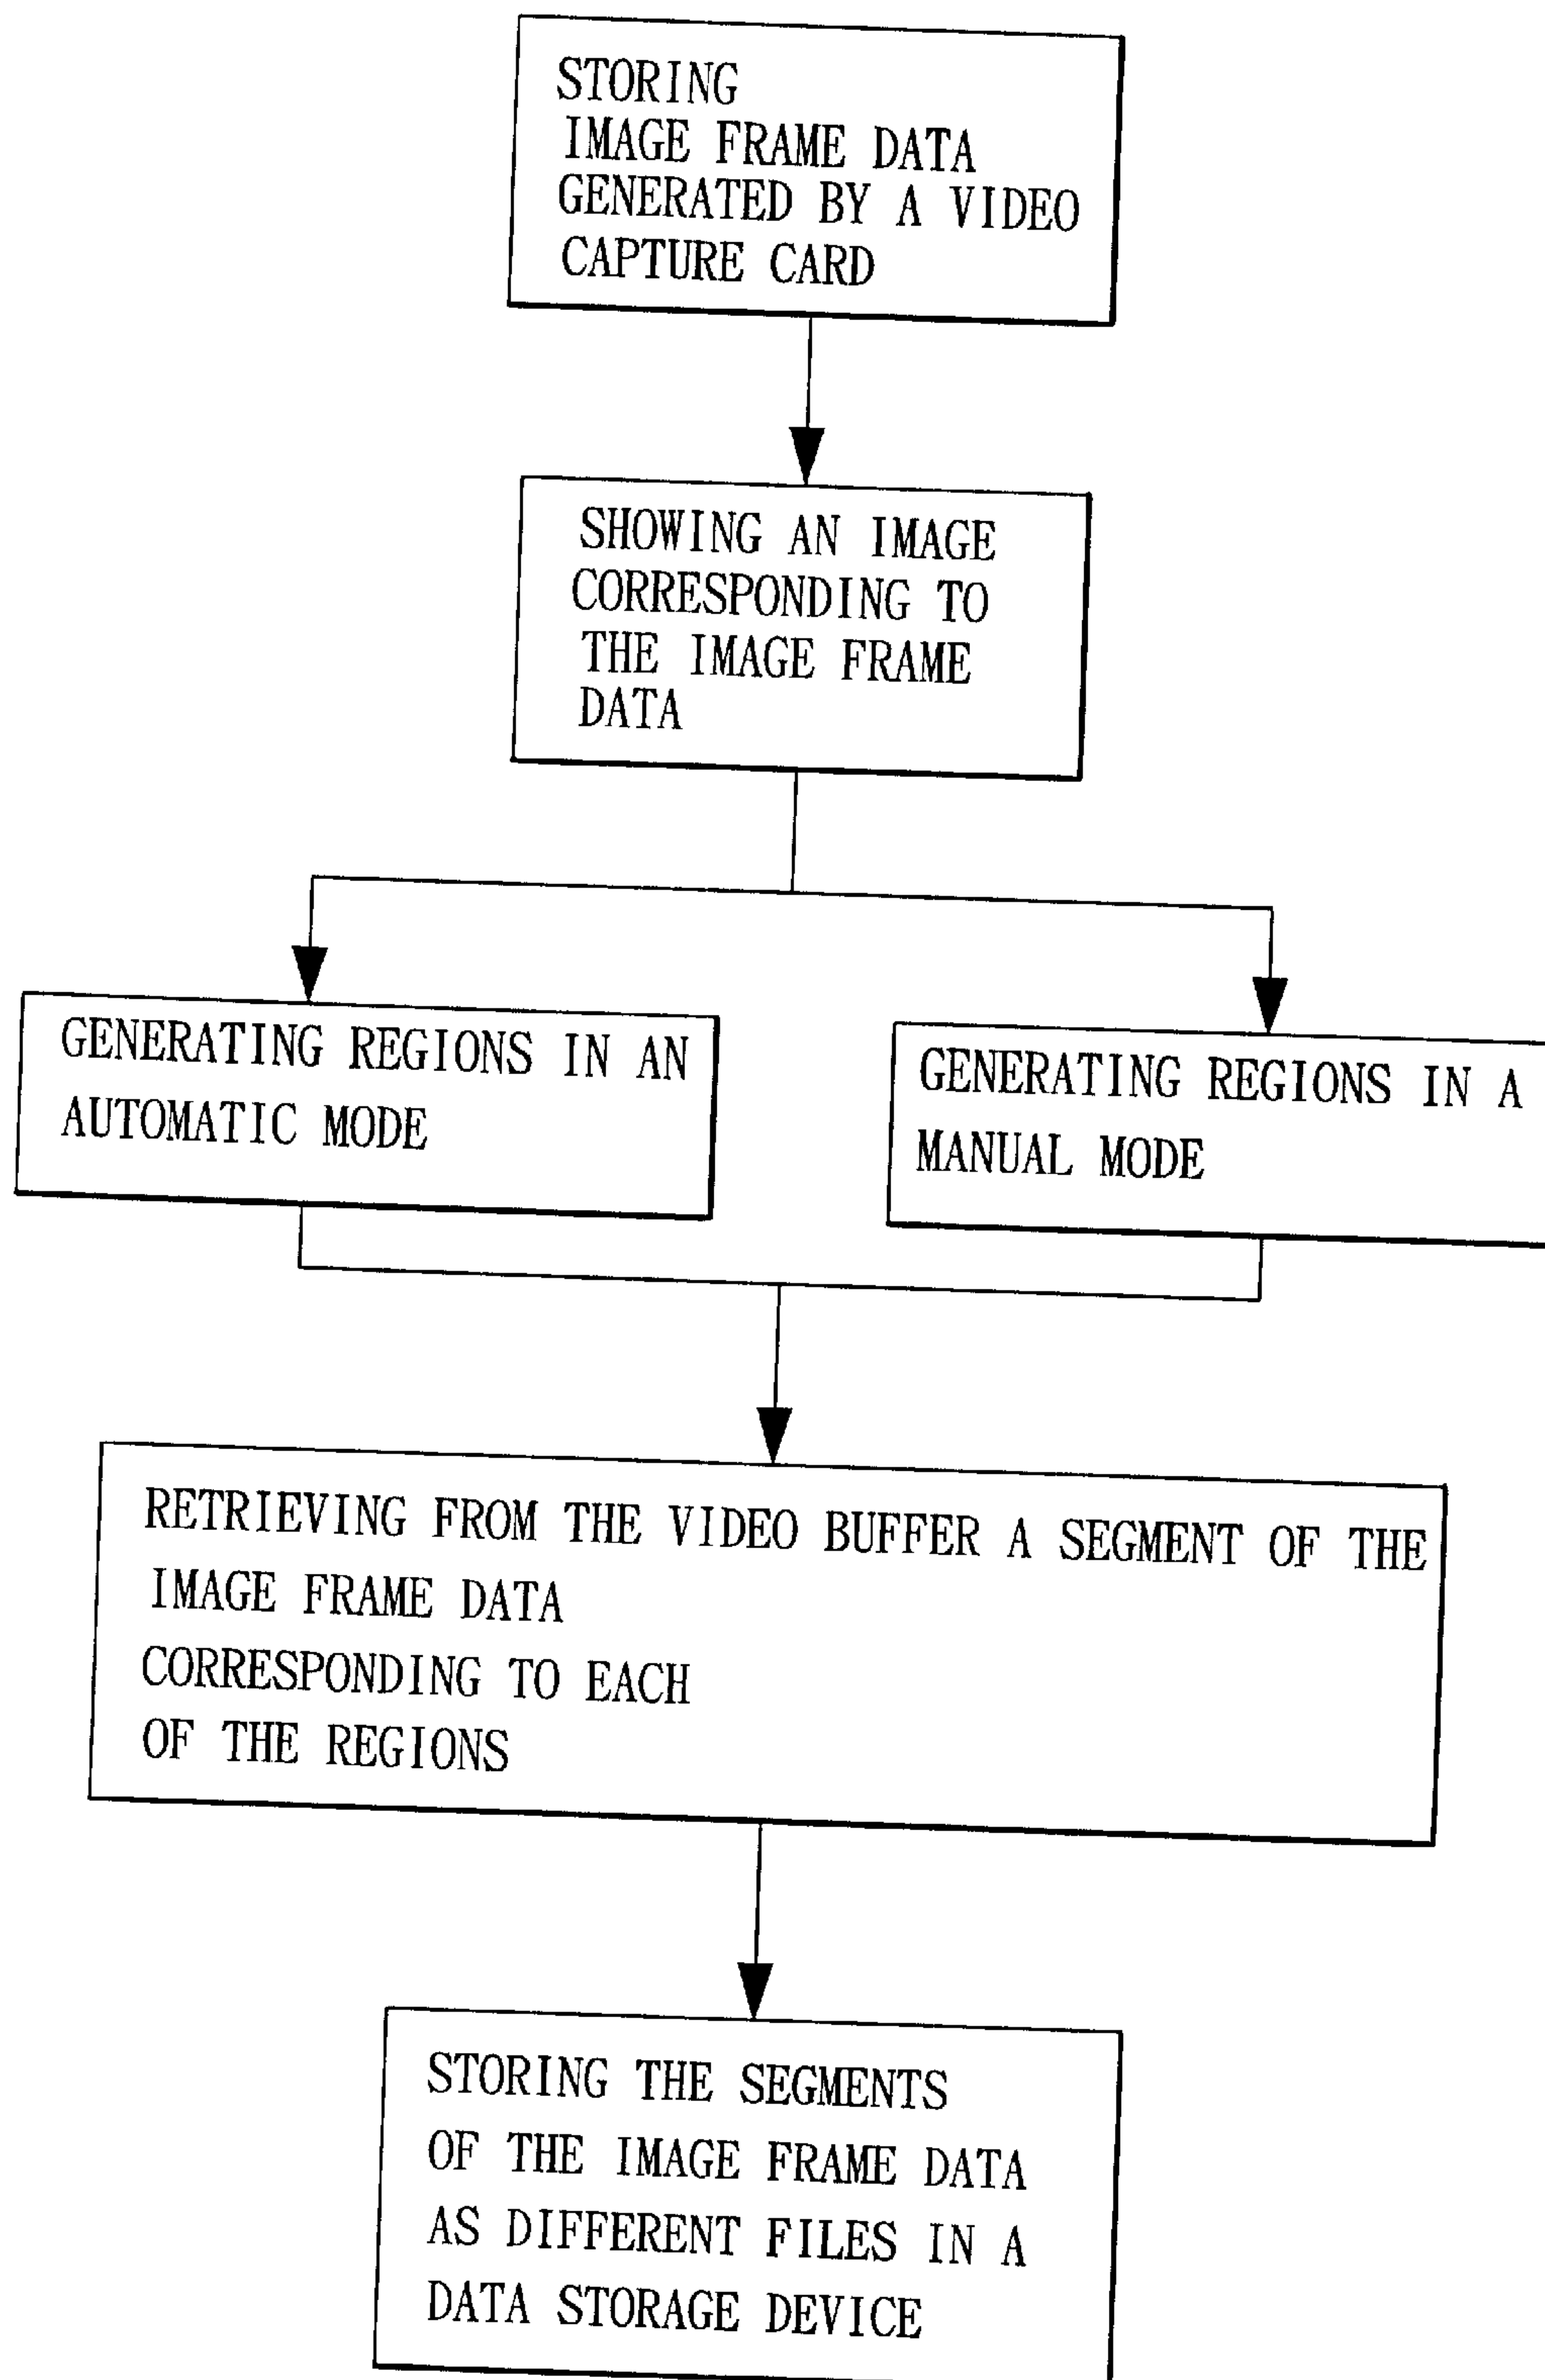 STORING
IMAGE FRAME DATA
GENERATED BY A VIDEO
CAPTURE CARD
SHOWING AN IMAGE
CORRESPONDING TO
THE IMAGE FRAME
DATA
GENERATING REGIONS IN AN
AUTOMATIC MODE
GENERATING REGIONS IN A
MANUAL MODE
RETRIEVING FROM THE VIDEO BUFFER A SEGMENT OF THE
IMAGE FRAME DATA
CORRESPONDING TO EACH
OF THE REGIONS
STORING THE SEGMENTS
OF THE IMAGE FRAME DATA
AS DIFFERENT FILES IN A
DATA STORAGE DEVICE